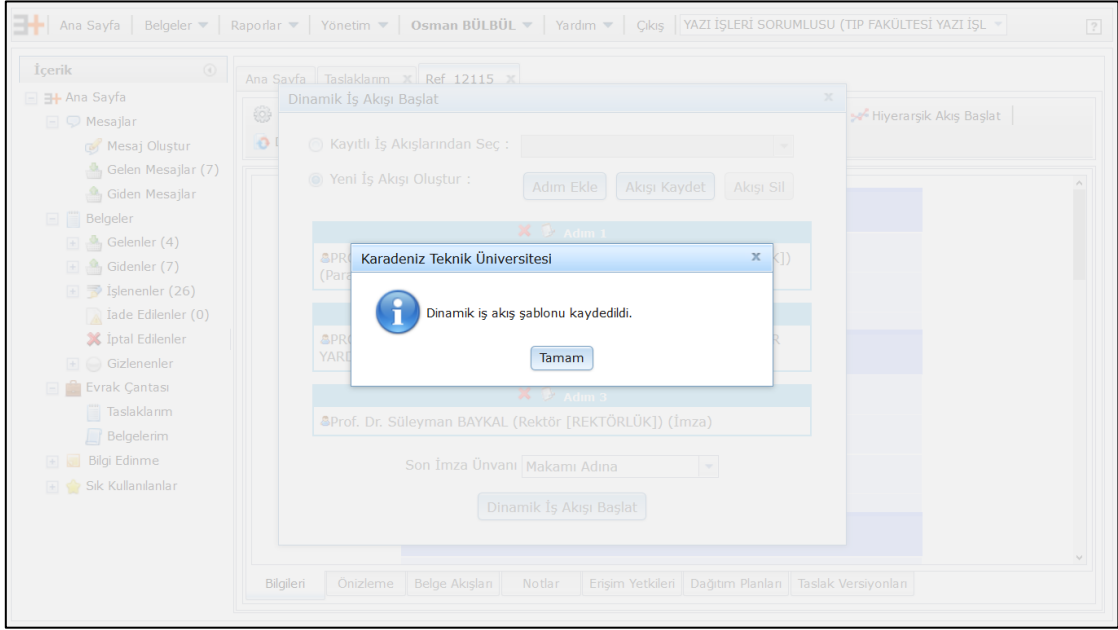 Ana Sayfa Belgeler Raporlar Yönetim Osman BÜLBÜL Yardım Çıkış YAZI İŞLERİ SORUMLUSU (TIP FAKÜLTESİ YAZI İŞL ?
İçerik
Ana Sayfa
Mesajlar
Mesaj Oluştur
Gelen Mesajlar (7)
Giden Mesajlar
Belgeler
Gelenler (4)
Gidenler (7)
İşlenenler (26)
İade Edilenler (0)
İptal Edilenler
Gizlenenler
Evrak Çantası
Taslaklarım
Belgelerim
Bilgi Edinme
Sık Kullanılanlar
Ana Sayfa Taslaklarım x Ref 12115 x
Hiyerarşik Akış Başlat
Dinamik İş Akışı Başlat x
Kayıtlı İş Akışlarından Seç :
Yeni İş Akışı Oluştur : Adım Ekle Akışı Kaydet Akışı Sil
Adım 1
Karadeniz Teknik Üniversitesi x
Dinamik iş akış şablonu kaydedildi.
Tamam
Adım 3
Prof. Dr. Süleyman BAYKAL (Rektör [REKTÖRLÜK]) (İmza)
Son İmza Ünvanı Makamı Adına
Dinamik İş Akışı Başlat
Bilgileri Önizleme Belge Akışları Notlar Erişim Yetkileri Dağıtım Planları Taslak Versiyonları